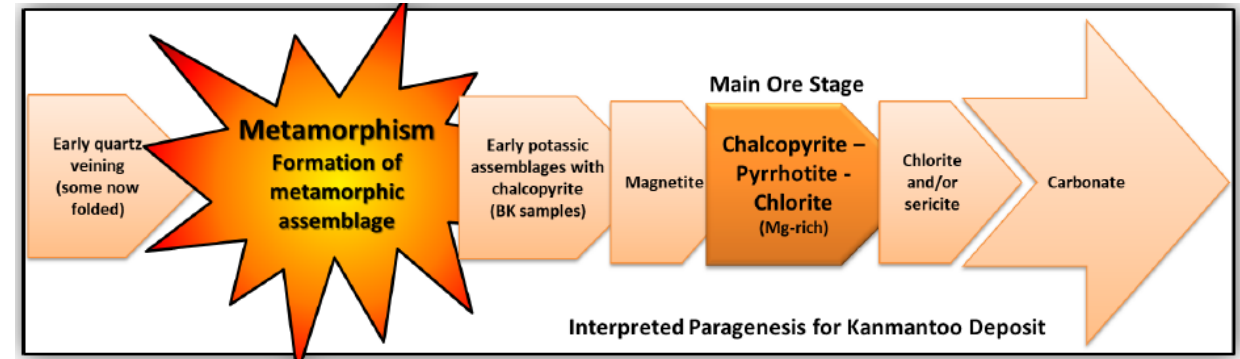 Early quartz
veining
(some now
folded)
Metamorphism
Formation of
metamorphic
assemblage
Early potassic
assemblages with
chalcopyrite
(BK samples)
Magnetite
Main Ore Stage
Chalcopyrite –
Pyrrhotite -
Chlorite
(Mg-rich)
Chlorite
and/or
sericite
Carbonate
Interpreted Paragenesis for Kanmantoo Deposit